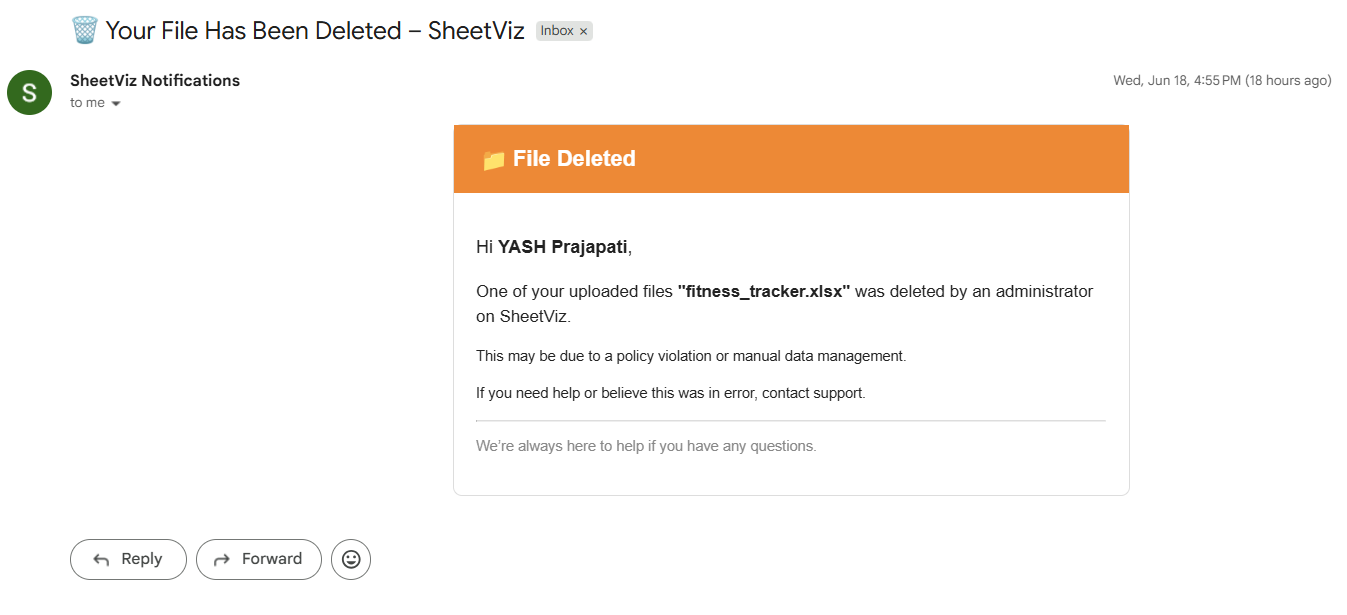 🗑️ Your File Has Been Deleted – SheetViz Inbox ×
SheetViz Notifications
Wed, Jun 18, 4:55 PM (18 hours ago)
S
to me
📁 File Deleted
Hi YASH Prajapati,
One of your uploaded files "fitness_tracker.xlsx" was deleted by an administrator
on SheetViz.
This may be due to a policy violation or manual data management.
If you need help or believe this was in error, contact support.
We’re always here to help if you have any questions.
Reply
Forward